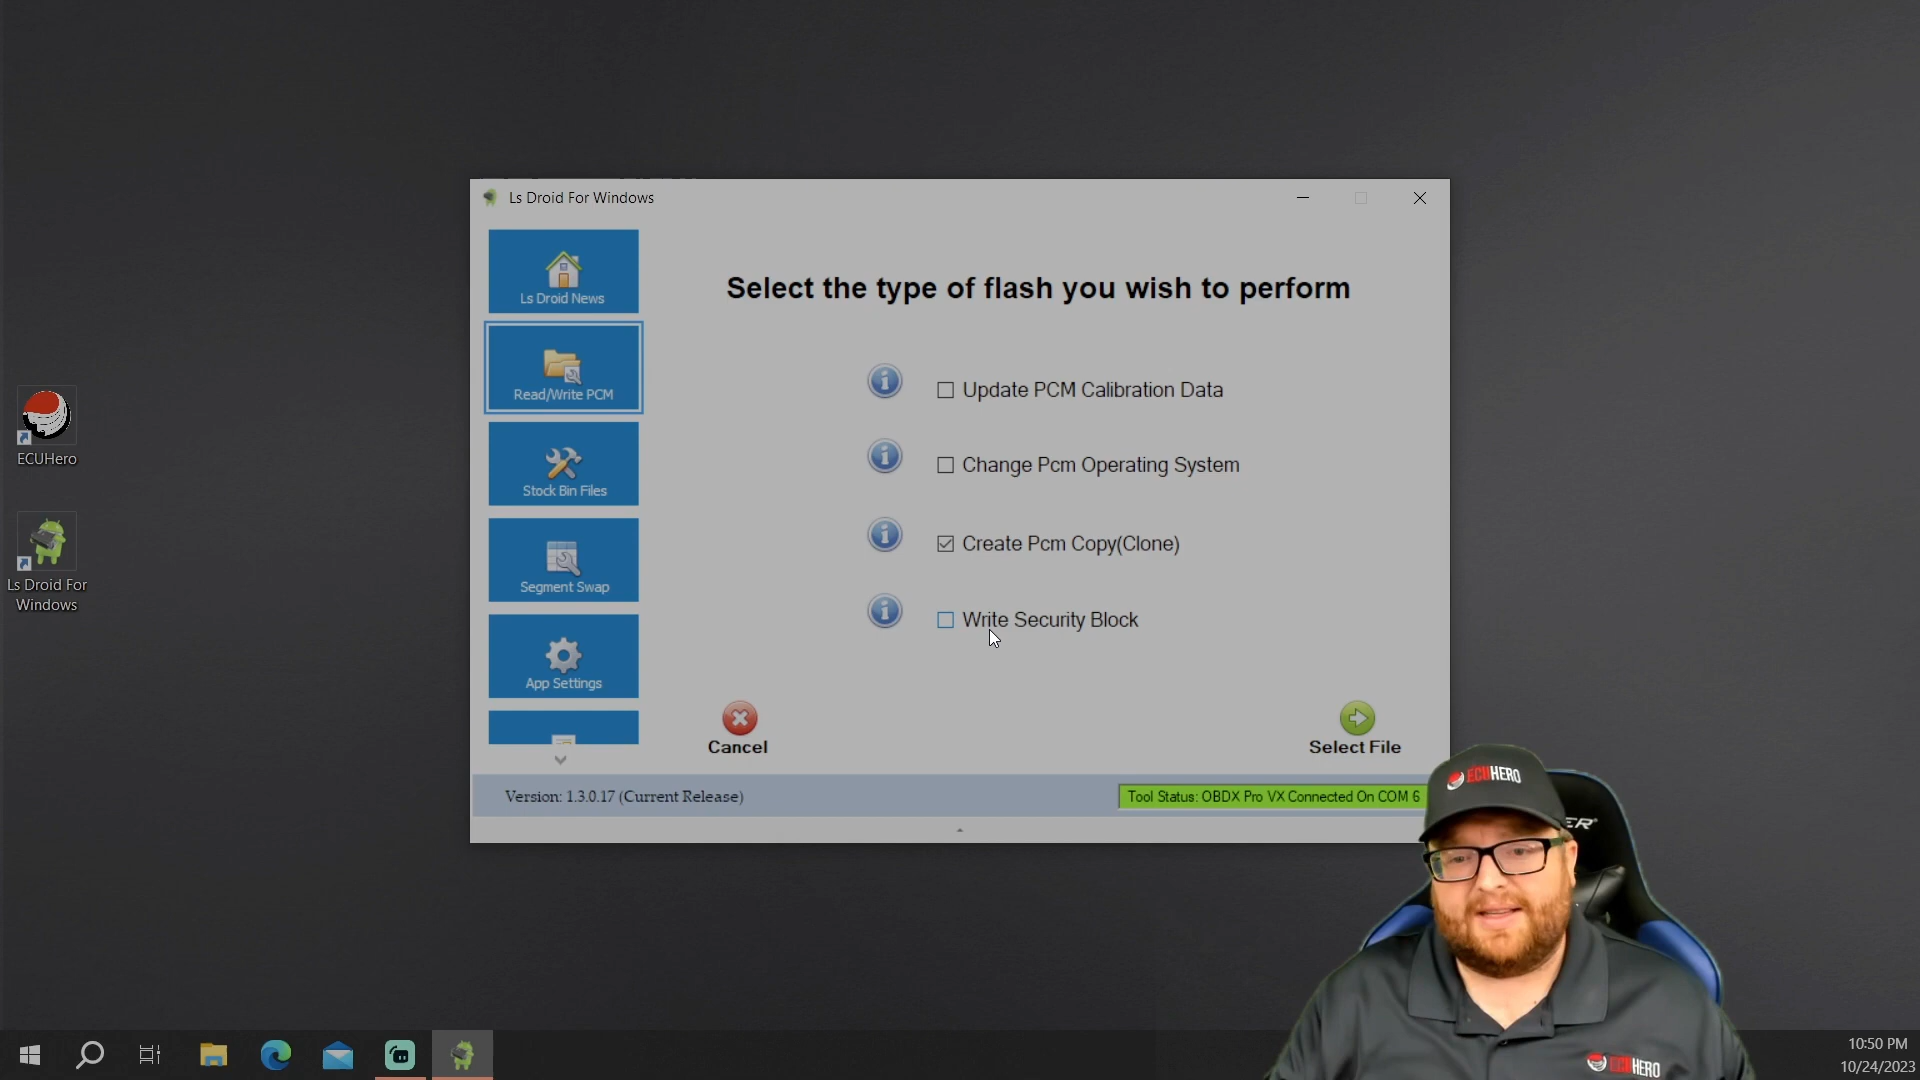 Ls Droid For Windows
Ls Droid News
Read/Write PCM
Stock Bin Files
Segment Swap
App Settings
Select the type of flash you wish to perform
Update PCM Calibration Data
Change Pcm Operating System
Create Pcm Copy(Clone)
Write Security Block
Cancel
Select File
Version: 1.3.0.17 (Current Release)
Tool Status: OBDX Pro VX Connected On COM 6
ECUHero
Ls Droid For
Windows
ECUHERO
ER
ECUHERO
10:50 PM
10/24/2023